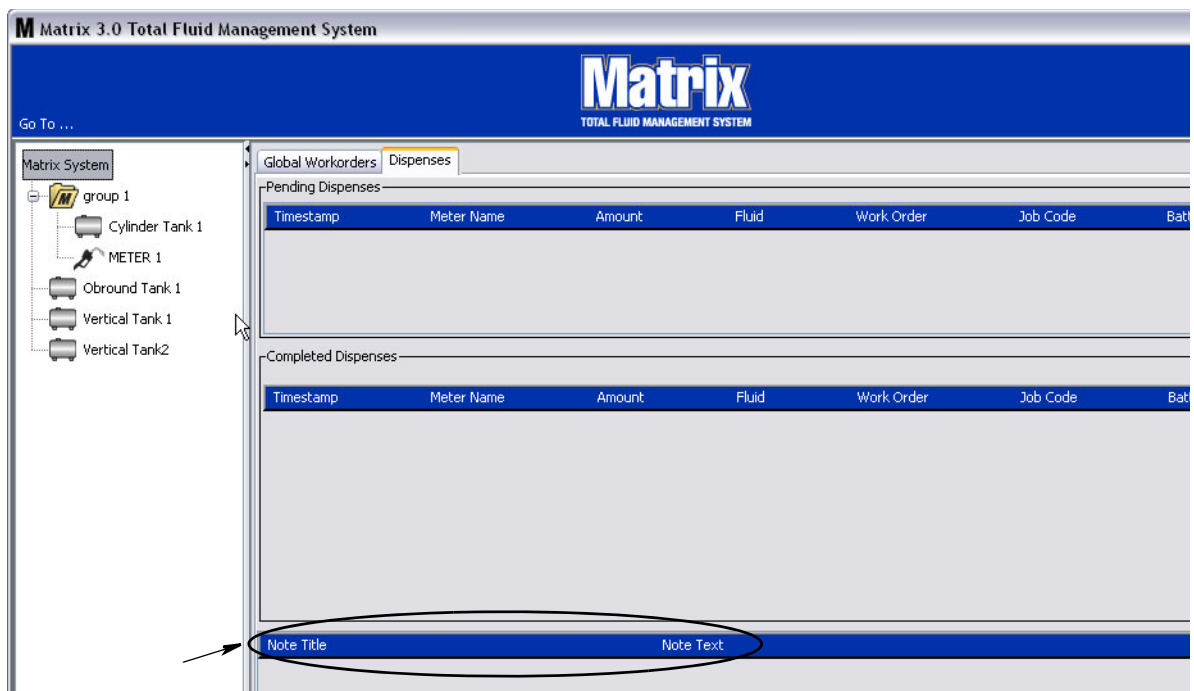 M Matrix 3.0 Total Fluid Management System
Matrix
TOTAL FLUID MANAGEMENT SYSTEM
Go To ...
Matrix System
group 1
Cylinder Tank 1
METER 1
Obround Tank 1
Vertical Tank 1
Vertical Tank2
Global Workorders Dispenses
Pending Dispenses
Timestamp Meter Name Amount Fluid Work Order Job Code
Completed Dispenses
Timestamp Meter Name Amount Fluid Work Order Job Code
Note Title Note Text